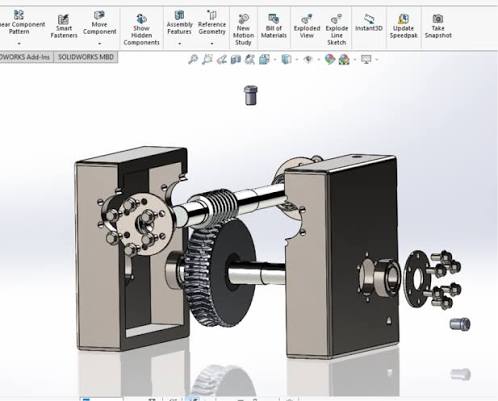 near Component Pattern
Smart Fasteners
Move Component
Show Hidden Components
Assembly Features
Reference Geometry
New Motion Study
Bill of Materials
Exploded View
Explode Line Sketch
Instant3D
Update Speedpak
Take Snapshot
DWORKS Add-Ins
SOLIDWORKS MBD